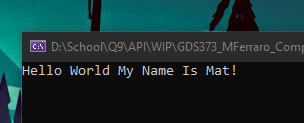 D:\School\Q9\API\WIP\GDS373_MFerraro_Comp
Hello World My Name Is Mat!